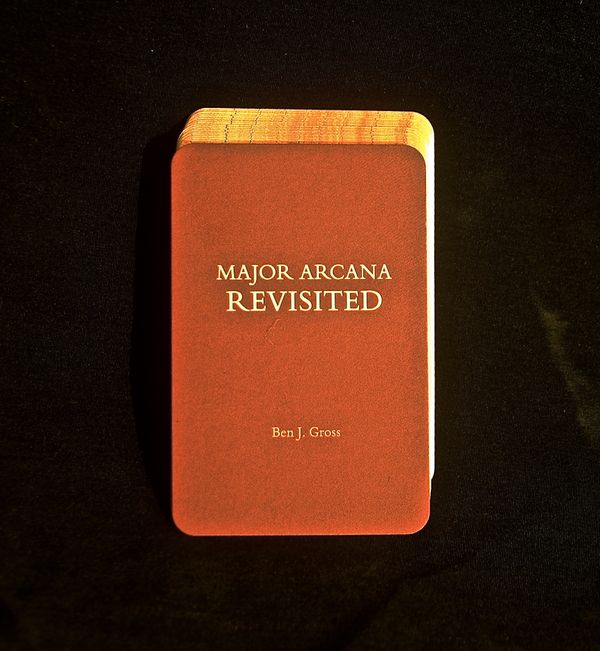 MAJOR ARCANA
REVISITED
Ben J. Gross